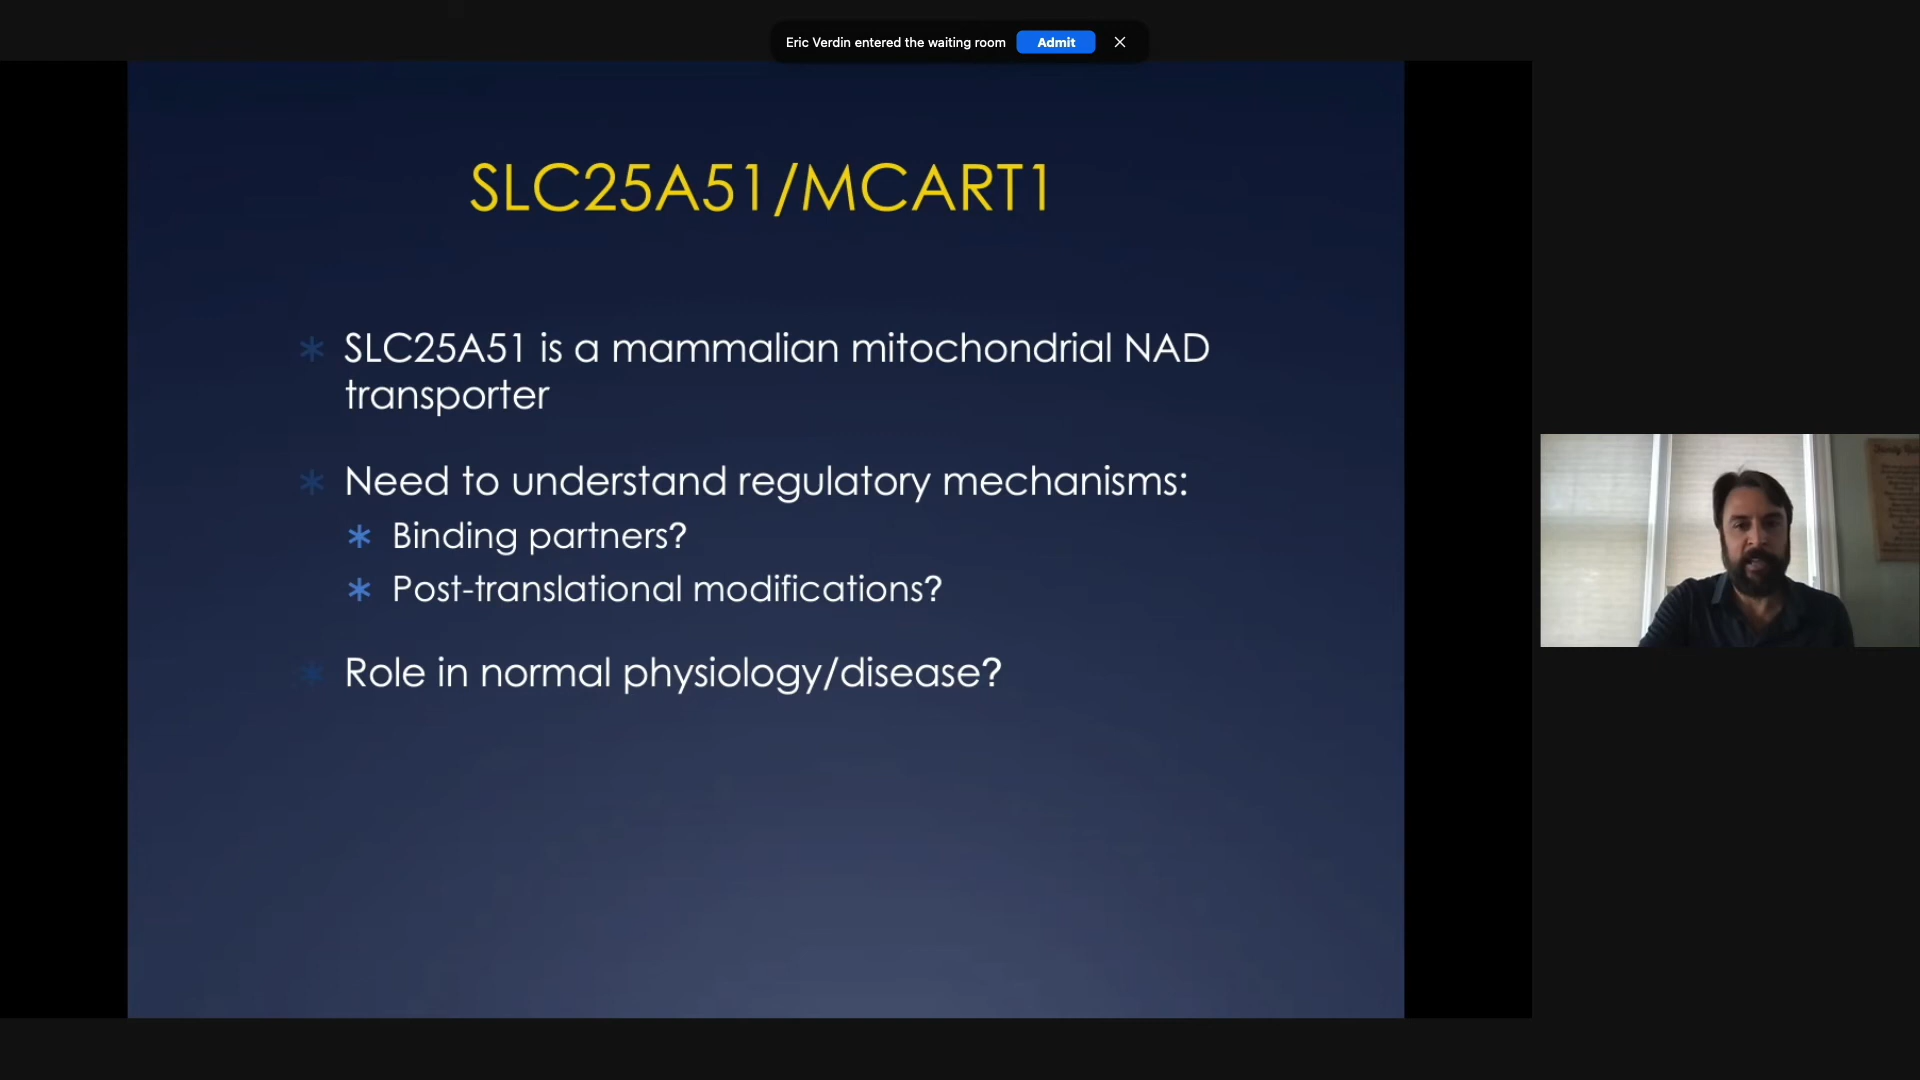 Eric Verdin entered the waiting room Admit
SLC25A51/MCART1
SLC25A51 is a mammalian mitochondrial NAD
transporter
Need to understand regulatory mechanisms:
Binding partners?
Post-translational modifications?
Role in normal physiology/disease?